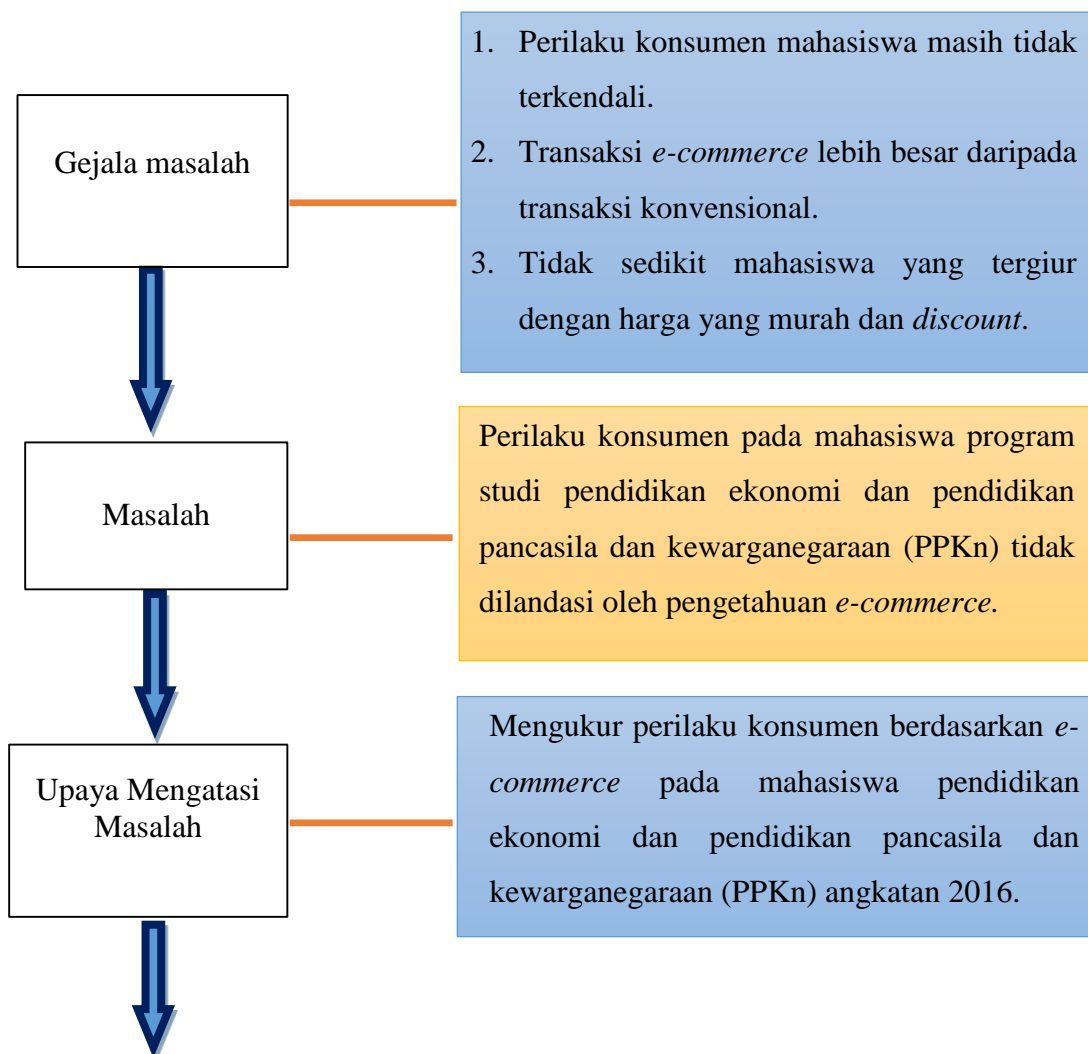 Gejala masalah
1. Perilaku konsumen mahasiswa masih tidak
terkendali.
2. Transaksi e-commerce lebih besar daripada
transaksi konvensional.
3. Tidak sedikit mahasiswa yang tergiur
dengan harga yang murah dan discount.
Masalah
Perilaku konsumen pada mahasiswa program
studi pendidikan ekonomi dan pendidikan
pancasila dan kewarganegaraan (PPKn) tidak
dilandasi oleh pengetahuan e-commerce.
Upaya Mengatasi
Masalah
Mengukur perilaku konsumen berdasarkan e-
commerce pada mahasiswa pendidikan
ekonomi dan pendidikan pancasila dan
kewarganegaraan (PPKn) angkatan 2016.